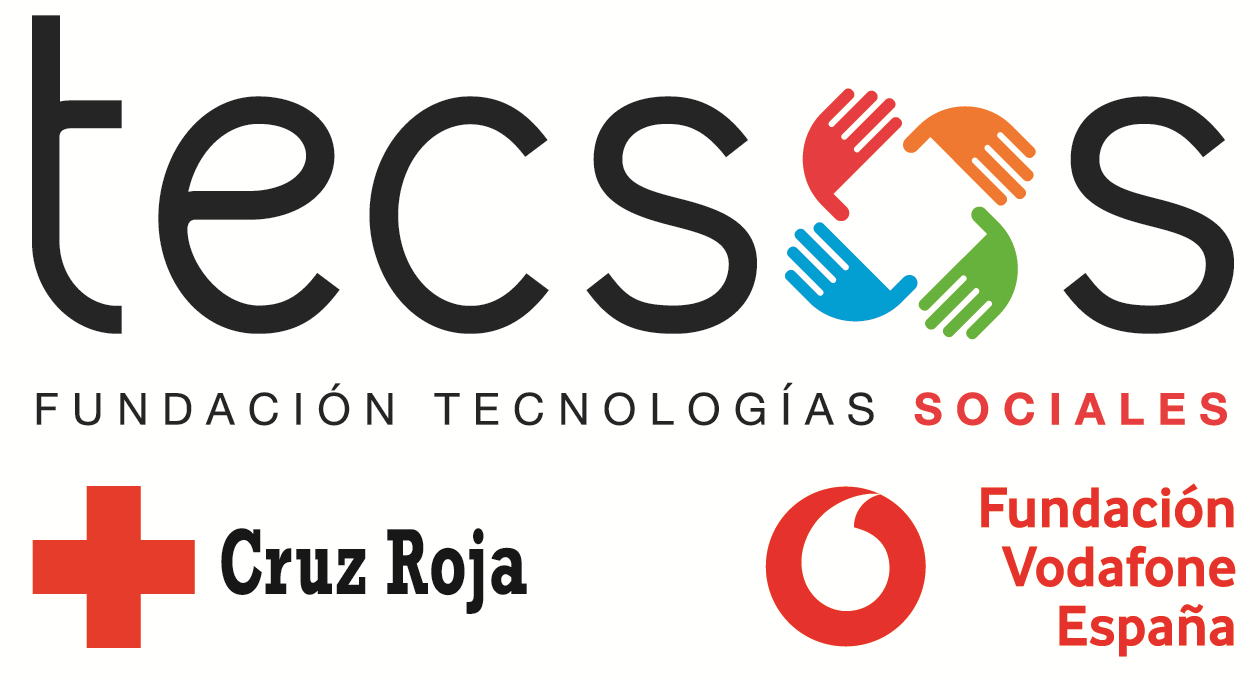 tecsos
FUNDACIÓN TECNOLOGÍAS SOCIALES
Cruz Roja
Fundación
Vodafone
España